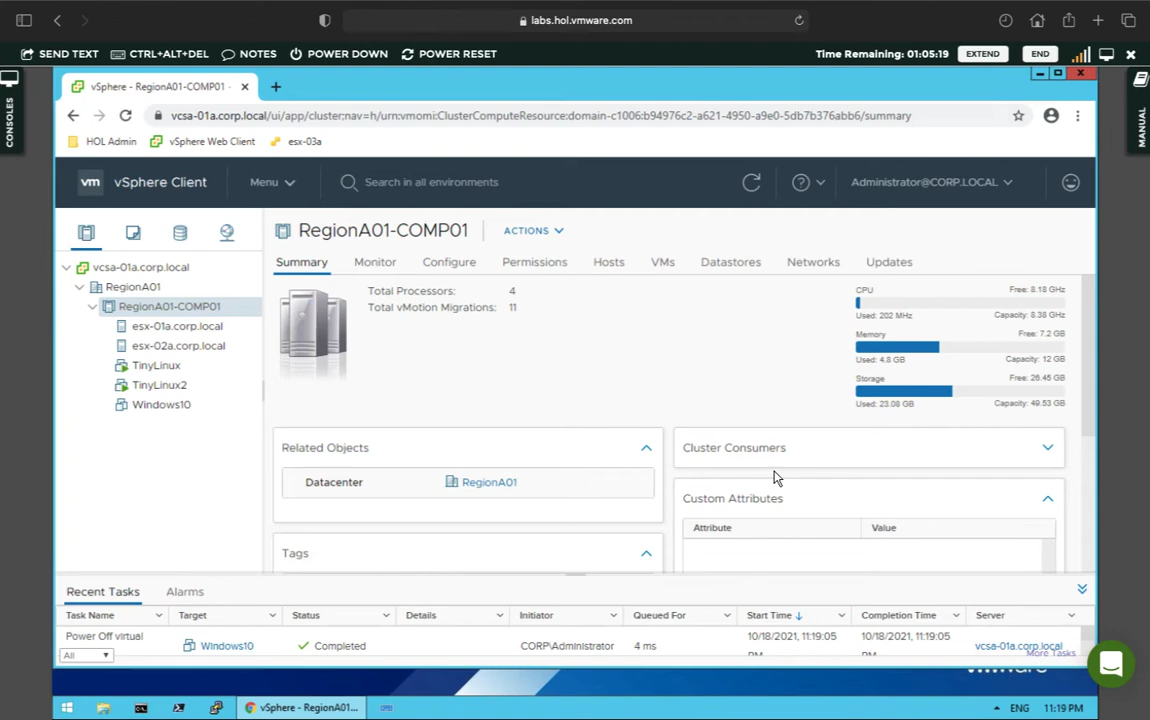 labs.hol.vmware.com
SEND TEXT CTRL+ALT+DEL NOTES POWER DOWN POWER RESET Time Remaining: 01:05:19 EXTEND END
CONSOLES
MANUAL
vSphere - RegionA01-COMP01 -
vcsa-01a.corp.local/ui/app/cluster;nav=h/urn:vmomi:ClusterComputeResource:domain-c1006:b94976c2-a621-4950-a9e0-5db7b376abb6/summary
HOL Admin vSphere Web Client esx-03a
vm vSphere Client Menu Search in all environments Administrator@CORP.LOCAL
RegionA01-COMP01 ACTIONS
Summary Monitor Configure Permissions Hosts VMs Datastores Networks Updates
vcsa-01a.corp.local
RegionA01
RegionA01-COMP01
esx-01a.corp.local
esx-02a.corp.local
TinyLinux
TinyLinux2
Windows10
Total Processors: 4
Total vMotion Migrations: 11
CPU Free: 8.18 GHz
Used: 202 MHz Capacity: 8.38 GHz
Memory Free: 7.2 GB
Used: 4.8 GB Capacity: 12 GB
Storage Free: 26.45 GB
Used: 23.08 GB Capacity: 49.53 GB
Related Objects
Datacenter RegionA01
Tags
Cluster Consumers
Custom Attributes
Attribute Value
Recent Tasks Alarms
Task Name Target Status Details Initiator Queued For Start Time Completion Time Server
Power Off virtual Windows10 Completed CORP\Administrator 4 ms 10/18/2021, 11:19:05 10/18/2021, 11:19:05 vcsa-01a.corp.local
All More Tasks
vSphere - RegionA01... ENG 11:19 PM